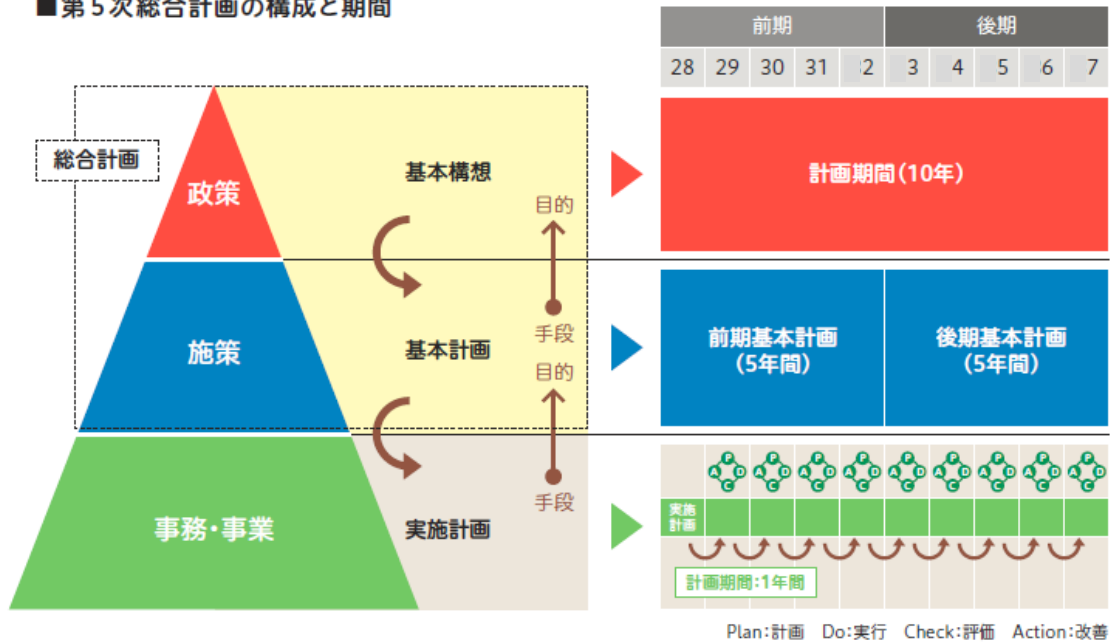 ■第5次総合計画の構成と期間
前期 後期
28 29 30 31 2 3 4 5 6 7
総合計画
政策
基本構想
目的
手段
計画期間(10年)
施策
基本計画
目的
手段
前期基本計画
(5年間)
後期基本計画
(5年間)
事務・事業
実施計画
P A D C P A D C P A D C P A D C P A D C P A D C P A D C P A D C P A D C
実施
計画
計画期間:1年間
Plan:計画 Do:実行 Check:評価 Action:改善